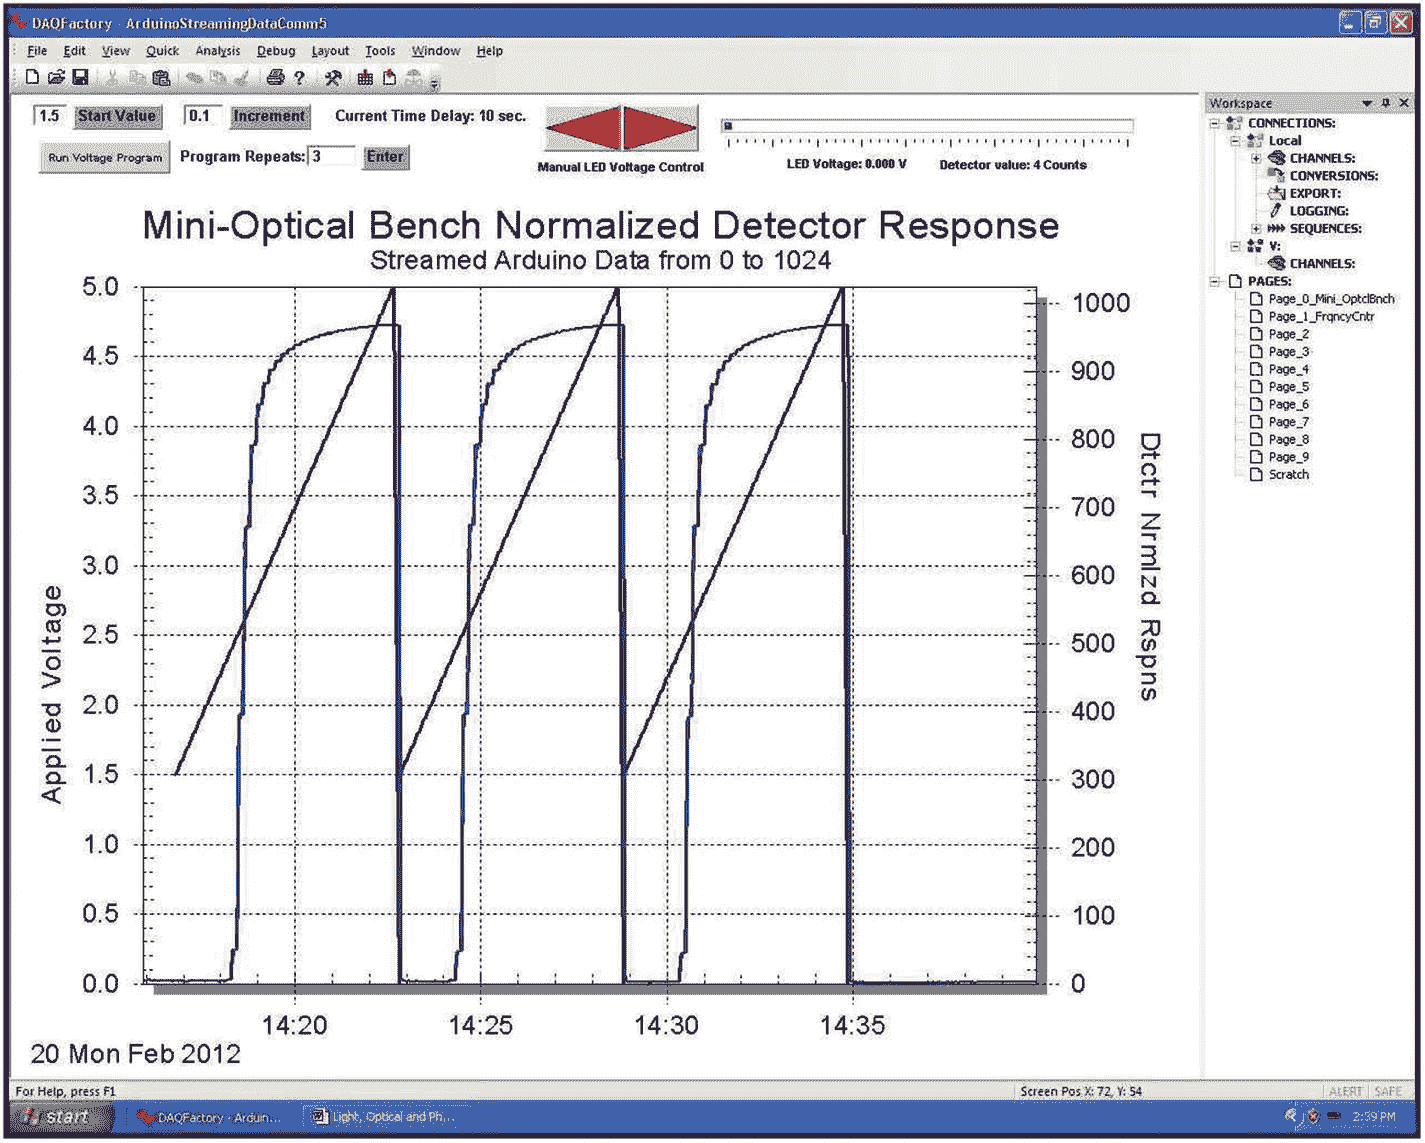 DAQFactory - ArduinoStreamingDataComm5
File Edit View Quick Analysis Debug Layout Tools Window Help
1.5 Start Value 0.1 Increment Current Time Delay: 10 sec.
Run Voltage Program Program Repeats: 3 Enter
Manual LED Voltage Control
LED Voltage: 0.000 V Detector value: 4 Counts
Mini-Optical Bench Normalized Detector Response
Streamed Arduino Data from 0 to 1024
5.0
4.5
4.0
3.5
3.0
2.5
2.0
1.5
1.0
0.5
0.0
Applied Voltage
1000
900
800
700
600
500
400
300
200
100
0
Dtctr Nrmlzd Rspns
14:20 14:25 14:30 14:35
20 Mon Feb 2012
Workspace
CONNECTIONS:
Local
CHANNELS:
CONVERSIONS:
EXPORT:
LOGGING:
SEQUENCES:
V:
CHANNELS:
PAGES:
Page_0_Mini_OptclBnch
Page_1_FrqncyCntr
Page_2
Page_3
Page_4
Page_5
Page_6
Page_7
Page_8
Page_9
Scratch
For Help, press F1
Screen Pos X: 72, Y: 54
ALERT SAFE
start
DAQFactory - Arduin...
Light, Optical and Ph...
2:39 PM